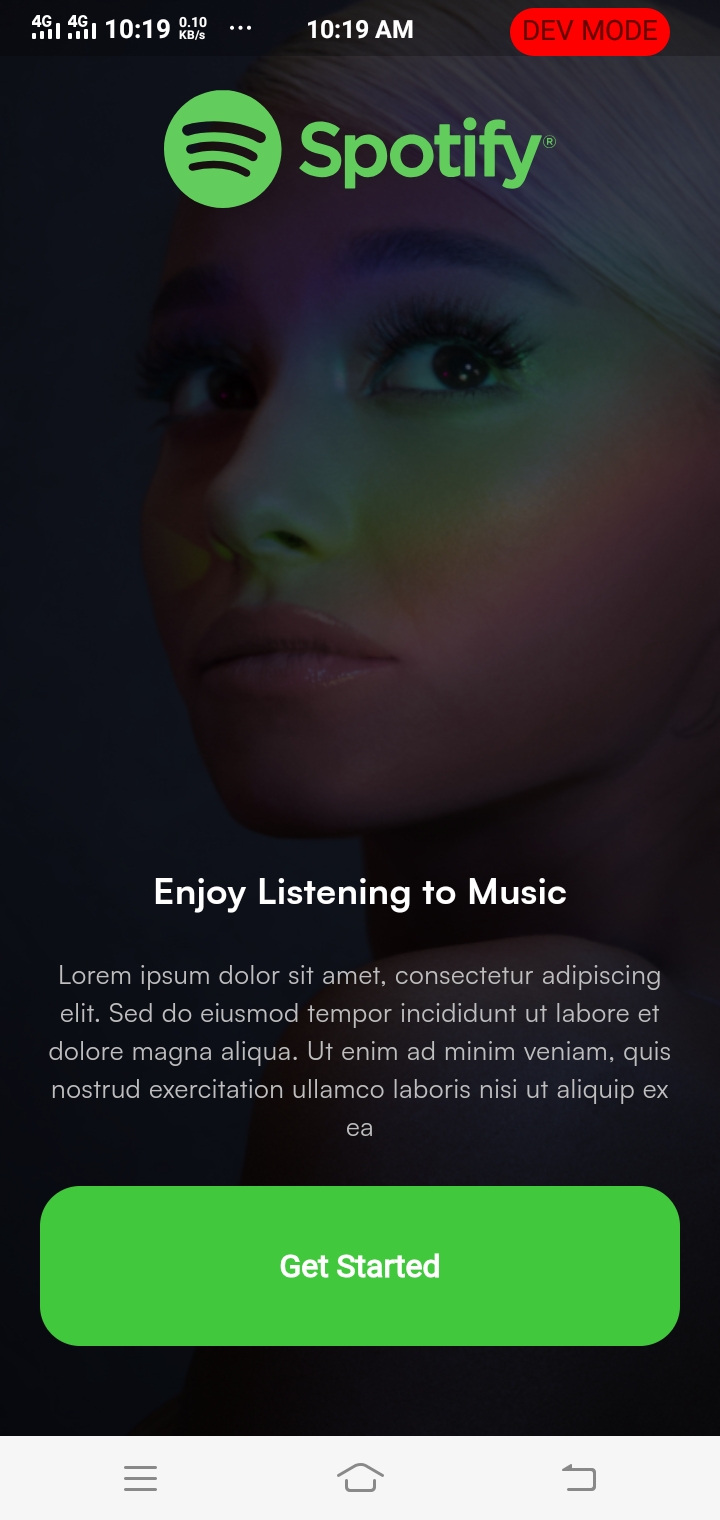 4G 4G 10:19 0.10 KB/s ... 10:19 AM DEV MODE
Spotify®
Enjoy Listening to Music
Lorem ipsum dolor sit amet, consectetur adipiscing
elit. Sed do eiusmod tempor incididunt ut labore et
dolore magna aliqua. Ut enim ad minim veniam, quis
nostrud exercitation ullamco laboris nisi ut aliquip ex
ea
Get Started